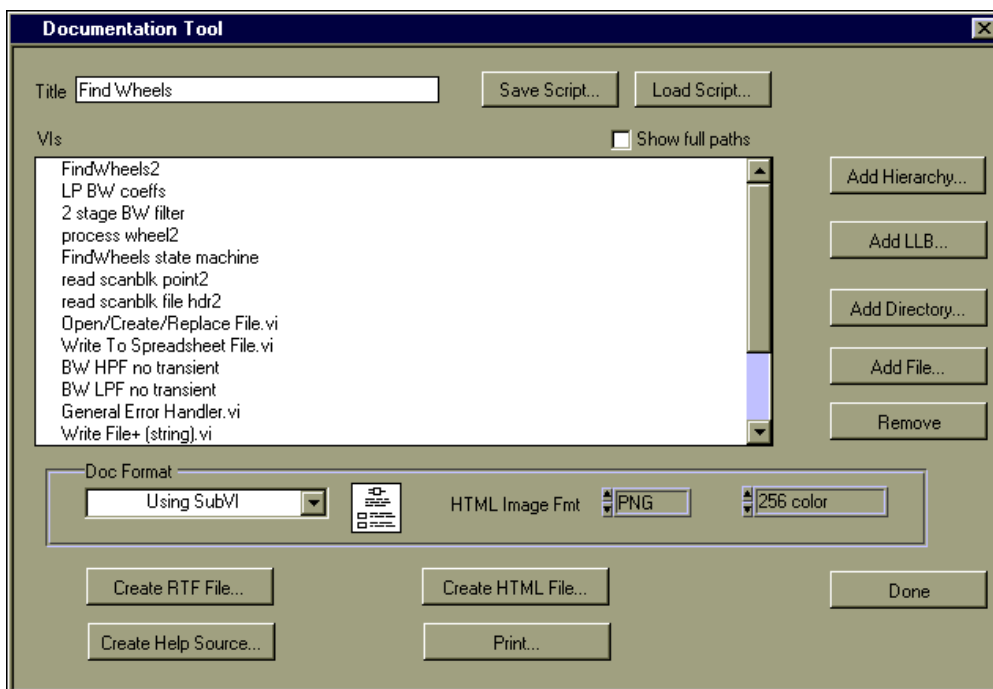 Documentation Tool
Title Find Wheels Save Script... Load Script...
VIs Show full paths
FindWheels2
LP BW coeffs
2 stage BW filter
process wheel2
FindWheels state machine
read scanblk point2
read scanblk file hdr2
Open/Create/Replace File.vi
Write To Spreadsheet File.vi
BW HPF no transient
BW LPF no transient
General Error Handler.vi
Write File+ (string).vi
Add Hierarchy...
Add LLB...
Add Directory...
Add File...
Remove
Doc Format
Using SubVI HTML Image Fmt PNG 256 color
Create RTF File... Create HTML File... Done
Create Help Source... Print...